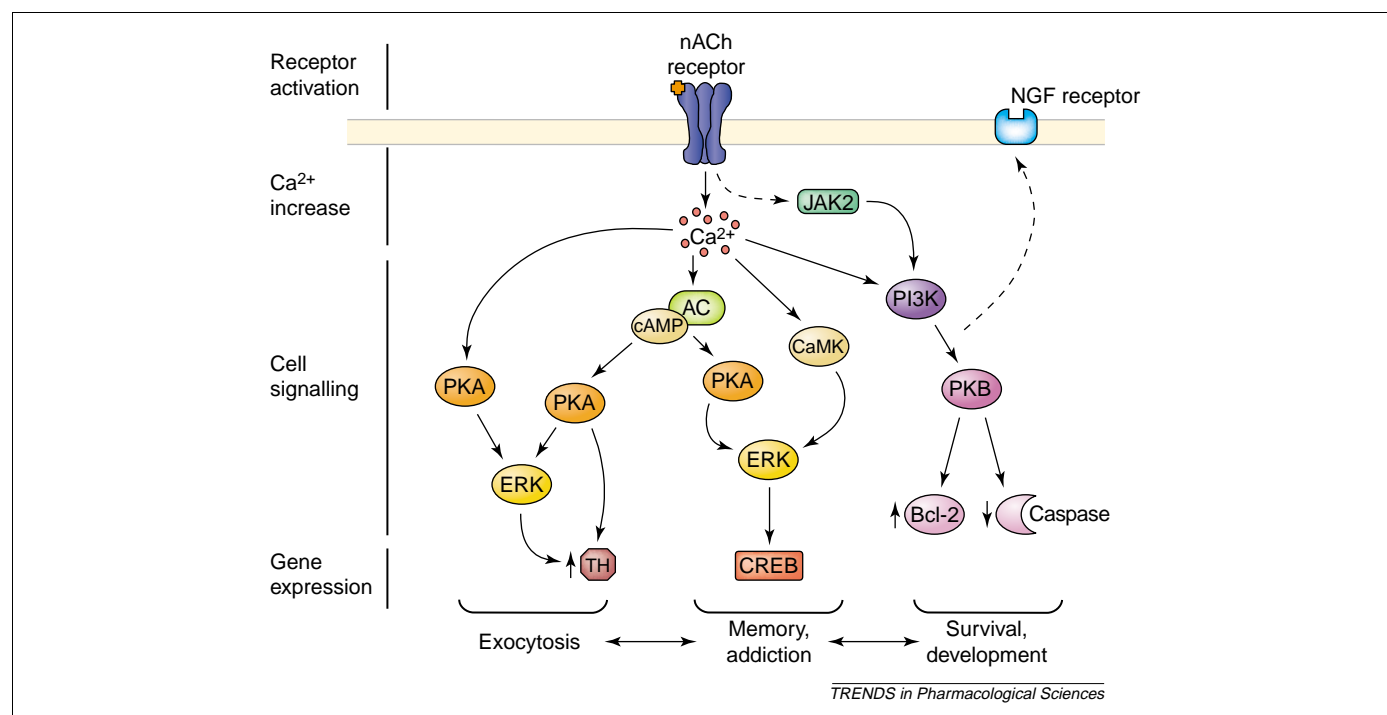 Receptor
activation
nACh
receptor
NGF receptor
Ca²⁺
increase
JAK2
Ca²⁺
PI3K
AC
cAMP
CaMK
Cell
signalling
PKA
PKA
PKA
PKB
ERK
ERK
Bcl-2
Caspase
Gene
expression
TH
CREB
Exocytosis
Memory,
addiction
Survival,
development
TRENDS in Pharmacological Sciences